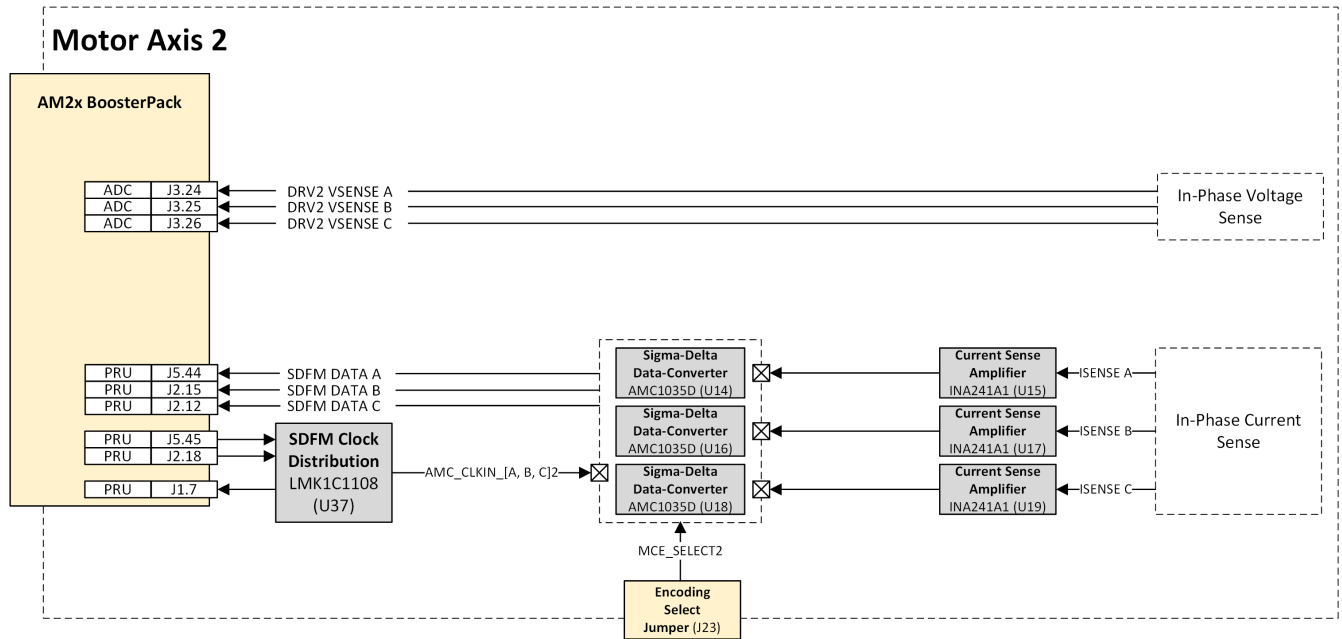 Motor Axis 2
AM2x BoosterPack
ADC J3.24 DRV2 VSENSE A
ADC J3.25 DRV2 VSENSE B
ADC J3.26 DRV2 VSENSE C
In-Phase Voltage
Sense
PRU J5.44 SDFM DATA A
PRU J2.15 SDFM DATA B
PRU J2.12 SDFM DATA C
PRU J5.45
PRU J2.18
PRU J1.7
SDFM Clock
Distribution
LMK1C1108
(U37)
AMC_CLKIN_[A, B, C]2
Sigma-Delta
Data-Converter
AMC1035D (U14)
Sigma-Delta
Data-Converter
AMC1035D (U16)
Sigma-Delta
Data-Converter
AMC1035D (U18)
Current Sense
Amplifier
INA241A1 (U15)
Current Sense
Amplifier
INA241A1 (U17)
Current Sense
Amplifier
INA241A1 (U19)
ISENSE A
ISENSE B
ISENSE C
In-Phase Current
Sense
MCE_SELECT2
Encoding
Select
Jumper (J23)